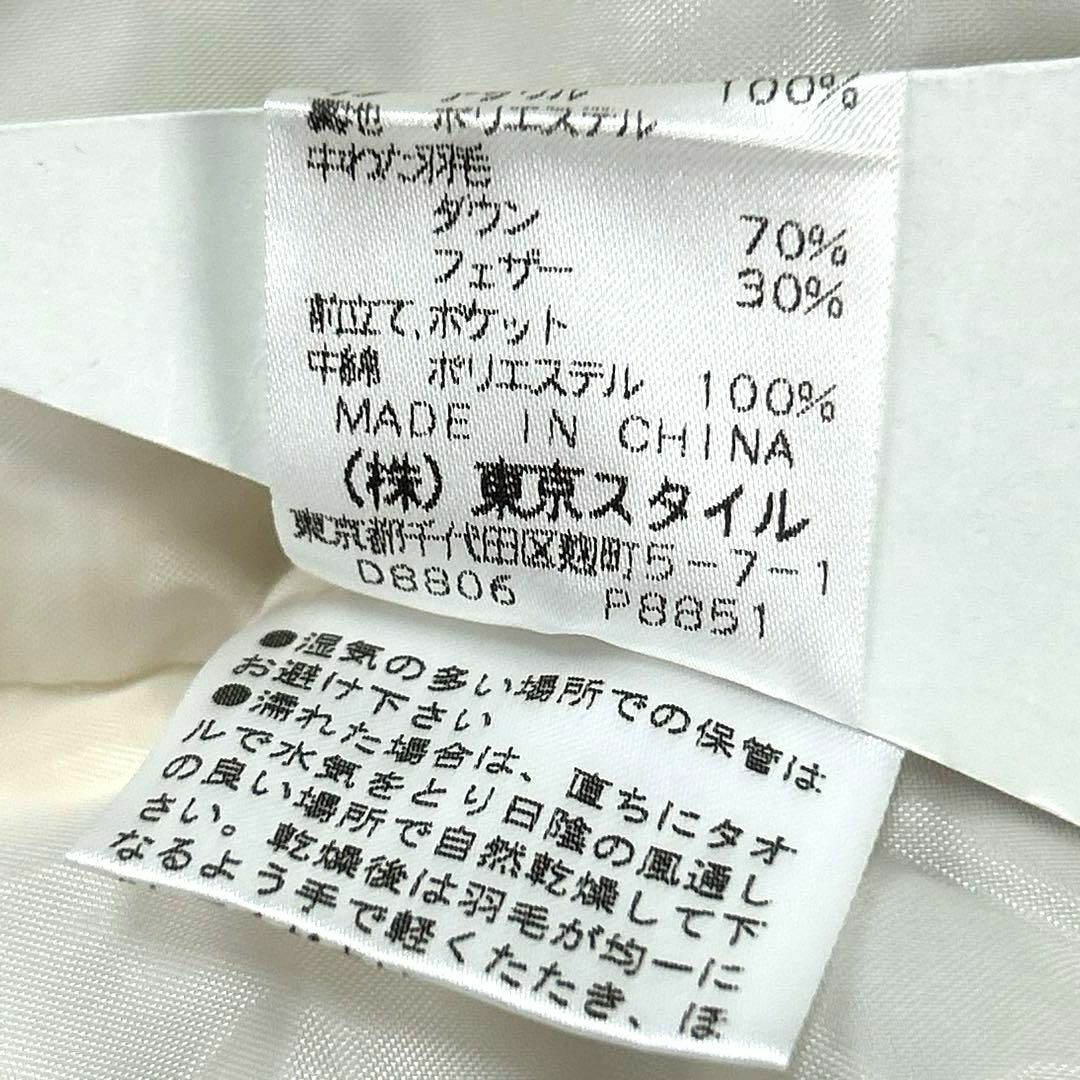 100%
裏地 ポリエステル
中わた羽毛
ダウン 70%
フェザー 30%
前立て,ポケット
中綿 ポリエステル 100%
MADE IN CHINA
(株) 東京スタイル
東京都千代田区麹町5-7-1
D8806 P8851
●湿気の多い場所での保管は
お避け下さい
●濡れた場合は、直ちにタオ
ルで水気をとり日陰の風通し
の良い場所で自然乾燥して下
さい。乾燥後は羽毛が均一に
なるよう手で軽くたたき、ほ